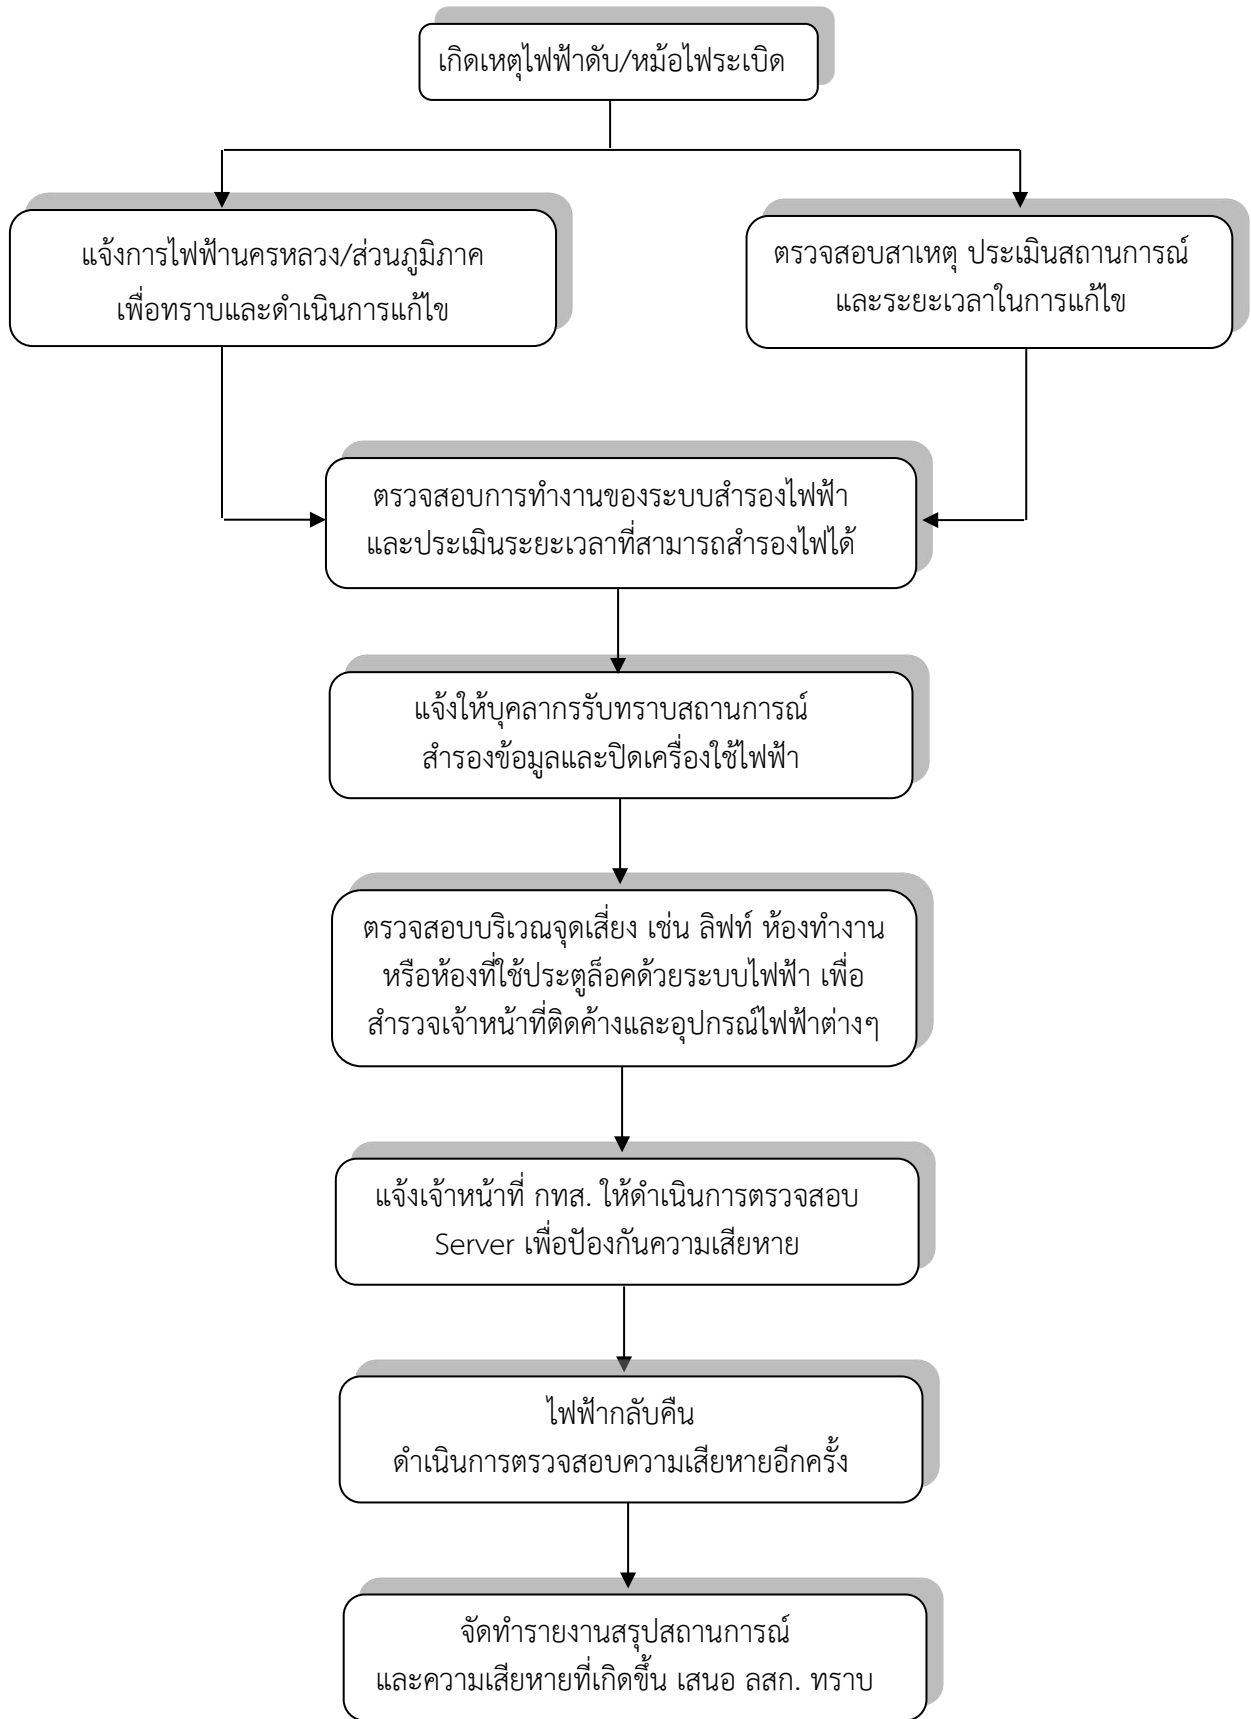 เกิดเหตุไฟฟ้าดับ/หม้อไฟระเบิด
แจ้งการไฟฟ้านครหลวง/ส่วนภูมิภาค
เพื่อทราบและดำเนินการแก้ไข
ตรวจสอบสาเหตุ ประเมินสถานการณ์
และระยะเวลาในการแก้ไข
ตรวจสอบการทำงานของระบบสำรองไฟฟ้า
และประเมินระยะเวลาที่สามารถสำรองไฟได้
แจ้งให้บุคลากรรับทราบสถานการณ์
สำรองข้อมูลและปิดเครื่องใช้ไฟฟ้า
ตรวจสอบบริเวณจุดเสี่ยง เช่น ลิฟท์ ห้องทำงาน
หรือห้องที่ใช้ประตูล็อคด้วยระบบไฟฟ้า เพื่อ
สำรวจเจ้าหน้าที่ติดค้างและอุปกรณ์ไฟฟ้าต่างๆ
แจ้งเจ้าหน้าที่ กทส. ให้ดำเนินการตรวจสอบ
Server เพื่อป้องกันความเสียหาย
ไฟฟ้ากลับคืน
ดำเนินการตรวจสอบความเสียหายอีกครั้ง
จัดทำรายงานสรุปสถานการณ์
และความเสียหายที่เกิดขึ้น เสนอ ลสก. ทราบ